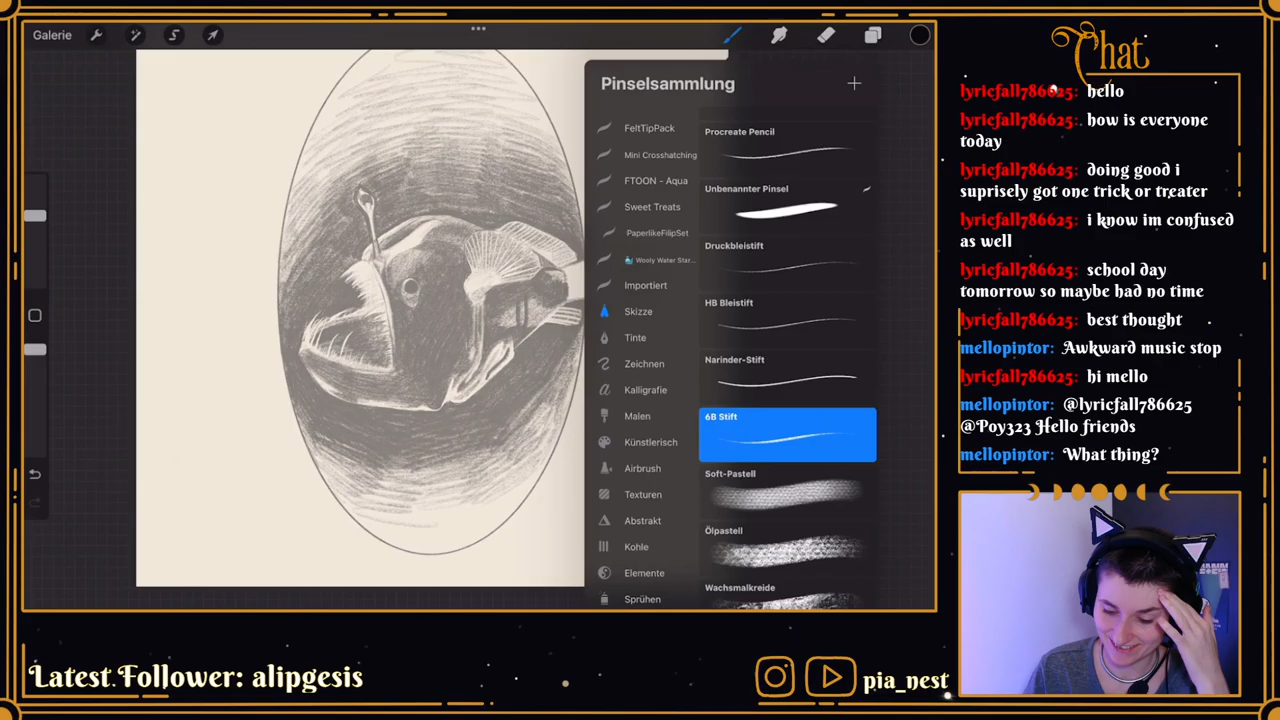 Galerie
Pinselsammlung
FeltTipPack
Mini Crosshatching
FTOON - Aqua
Sweet Treats
PaperlikeFilipSet
Wooly Water Star...
Importiert
Skizze
Tinte
Zeichnen
Kalligrafie
Malen
Künstlerisch
Airbrush
Texturen
Abstrakt
Kohle
Elemente
Sprühen
Procreate Pencil
Unbenannter Pinsel
Druckbleistift
HB Bleistift
Narinder-Stift
6B Stift
Soft-Pastell
Ölpastell
Wachsmalkreide
Chat
lyricfall786625: hello
lyricfall786625: how is everyone
today
lyricfall786625: doing good i
suprisely got one trick or treater
lyricfall786625: i know im confused
as well
lyricfall786625: school day
tomorrow so maybe had no time
lyricfall786625: best thought
mellopintor: Awkward music stop
lyricfall786625: hi mello
mellopintor: @lyricfall786625
@Poy323 Hello friends
mellopintor: What thing?
Latest Follower: alipgesis
pia_nest